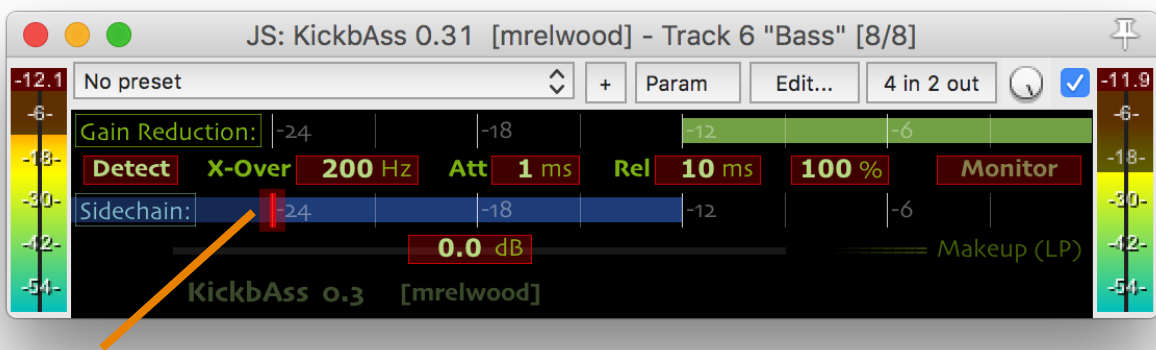 JS: KickbAss 0.31 [mrelwood] - Track 6 "Bass" [8/8]
-12.1 No preset + Param Edit... 4 in 2 out -11.9
-6- Gain Reduction: -24 -18 -12 -6 -6-
-18- Detect X-Over 200 Hz Att 1 ms Rel 10 ms 100 % Monitor -18-
-30- Sidechain: -24 -18 -12 -6 -30-
-42- 0.0 dB Makeup (LP) -42-
-54- KickbAss 0.3 [mrelwood] -54-